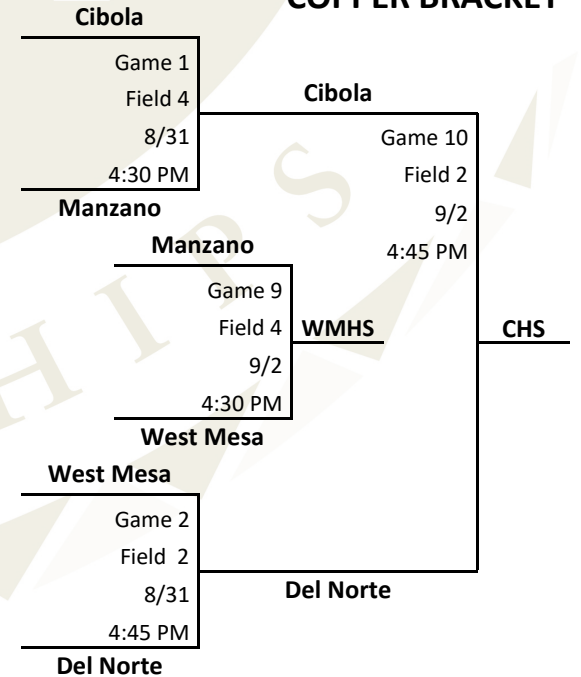 COPPER BRACKET
Cibola
Game 1
Field 4
8/31
4:30 PM
Manzano
Cibola
Game 10
Field 2
9/2
4:45 PM
Manzano
Game 9
Field 4
9/2
4:30 PM
West Mesa
WMHS
CHS
West Mesa
Game 2
Field 2
8/31
4:45 PM
Del Norte
Del Norte
H I P S